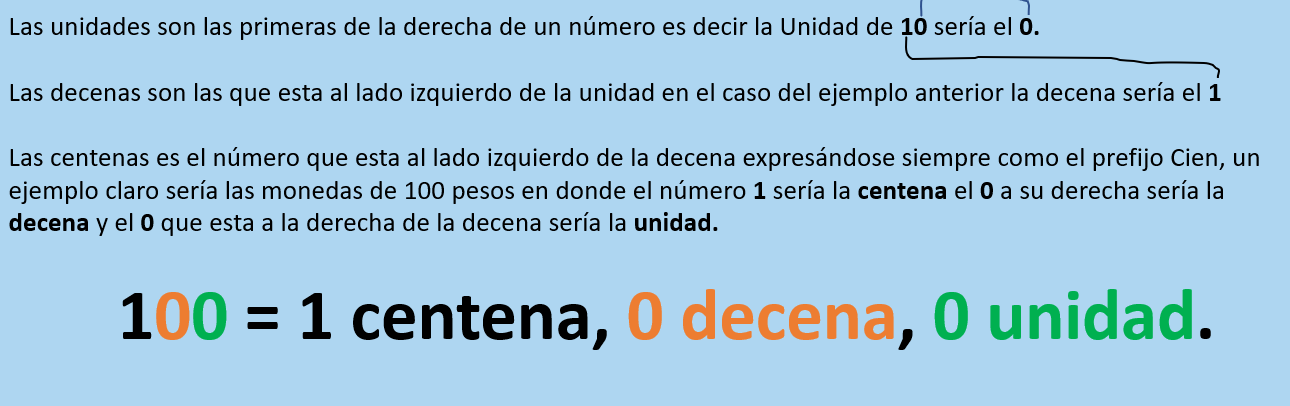 Las unidades son las primeras de la derecha de un número es decir la Unidad de 10 sería el 0.
Las decenas son las que esta al lado izquierdo de la unidad en el caso del ejemplo anterior la decena sería el 1
Las centenas es el número que esta al lado izquierdo de la decena expresándose siempre como el prefijo Cien, un
ejemplo claro sería las monedas de 100 pesos en donde el número 1 sería la centena el 0 a su derecha sería la
decena y el 0 que esta a la derecha de la decena sería la unidad.
100 = 1 centena, 0 decena, 0 unidad.